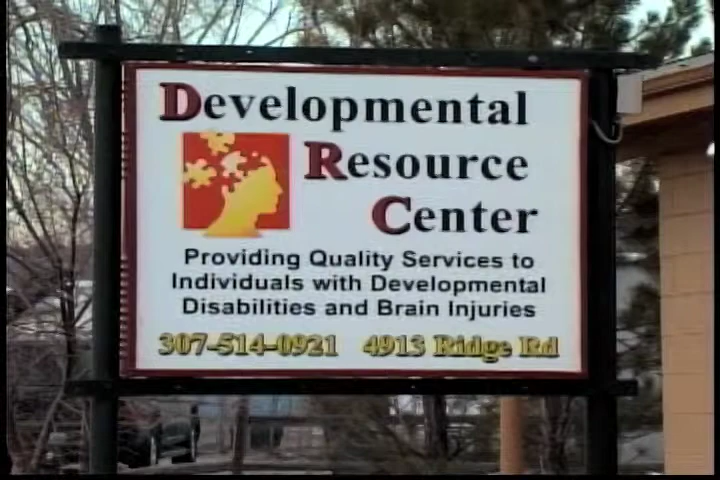 Developmental
Resource
Center
Providing Quality Services to
Individuals with Developmental
Disabilities and Brain Injuries
307-514-0921 4913 Ridge Rd